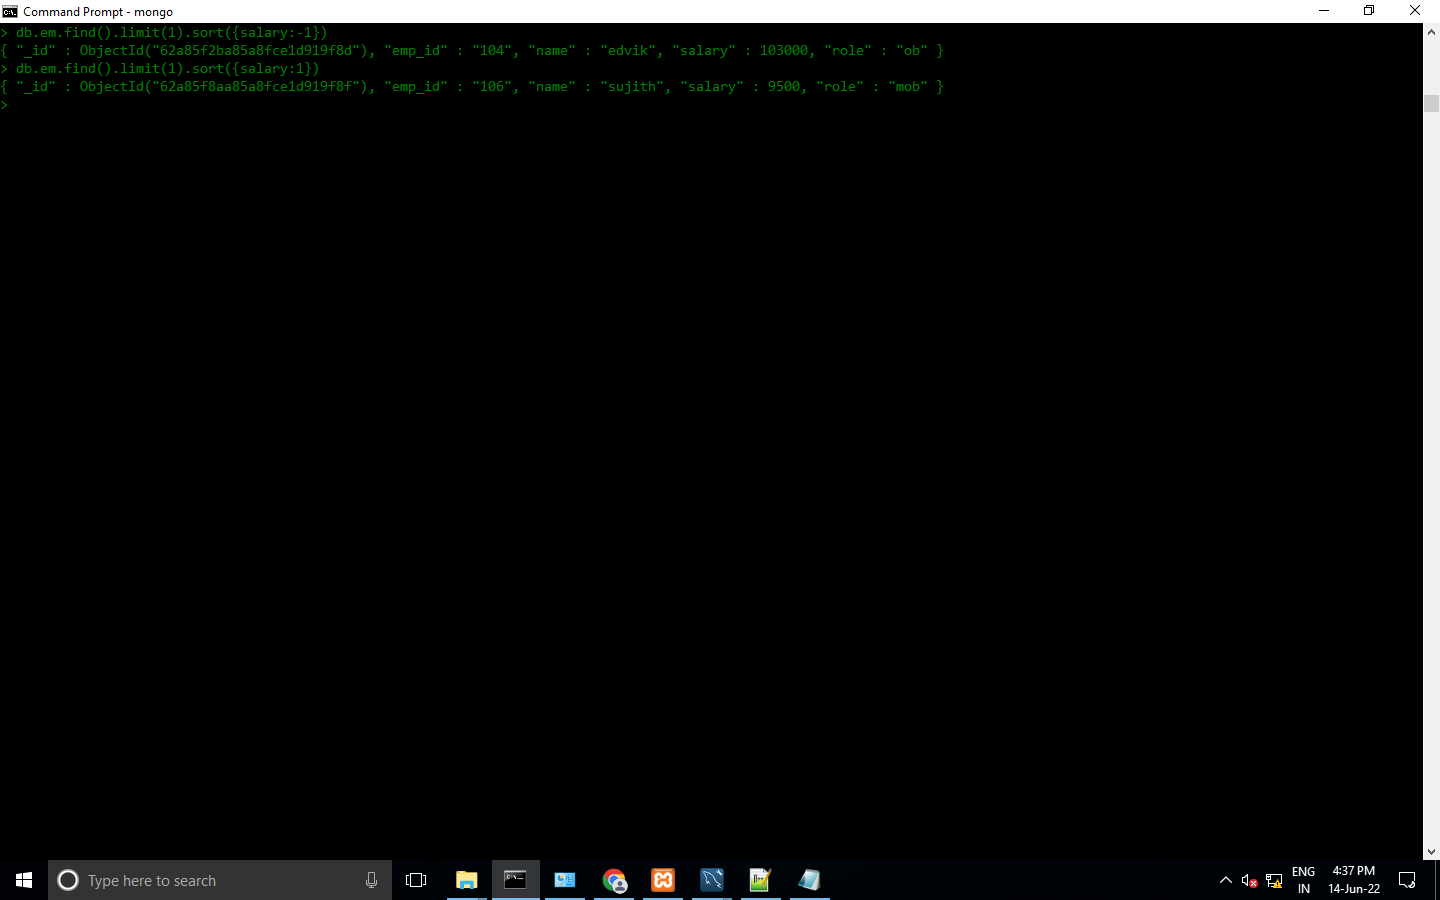 Command Prompt - mongo
> db.em.find().limit(1).sort({salary:-1})
{ "_id" : ObjectId("62a85f2ba85a8fce1d919f8d"), "emp_id" : "104", "name" : "edvik", "salary" : 103000, "role" : "ob" }
> db.em.find().limit(1).sort({salary:1})
{ "_id" : ObjectId("62a85f8aa85a8fce1d919f8f"), "emp_id" : "106", "name" : "sujith", "salary" : 9500, "role" : "mob" }
>
Type here to search
ENG
IN
4:37 PM
14-Jun-22